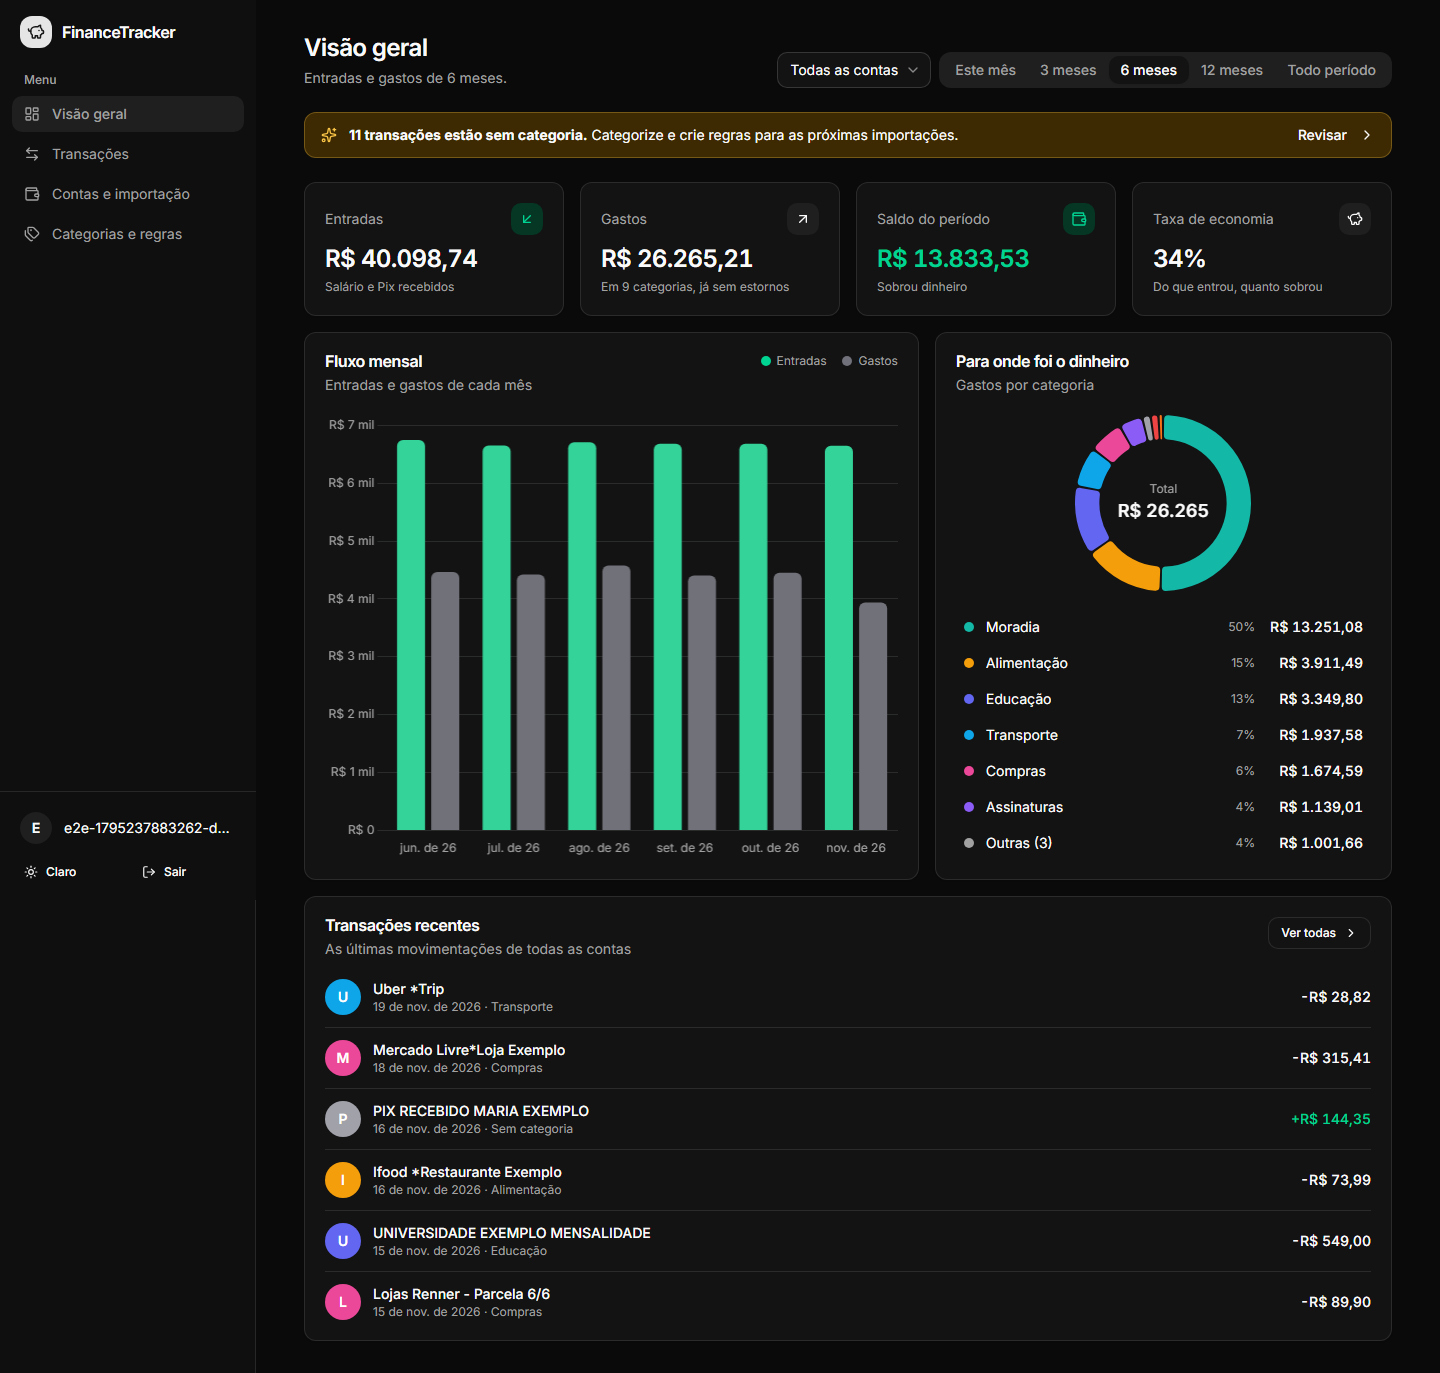 FinanceTracker
Menu
Visão geral
Transações
Contas e importação
Categorias e regras
E e2e-1795237883262-d...
Claro Sair
Visão geral
Entradas e gastos de 6 meses.
Todas as contas Este mês 3 meses 6 meses 12 meses Todo período
11 transações estão sem categoria. Categorize e crie regras para as próximas importações. Revisar
Entradas
R$ 40.098,74
Salário e Pix recebidos
Gastos
R$ 26.265,21
Em 9 categorias, já sem estornos
Saldo do período
R$ 13.833,53
Sobrou dinheiro
Taxa de economia
34%
Do que entrou, quanto sobrou
Fluxo mensal
Entradas e gastos de cada mês
Entradas Gastos
R$ 7 mil
R$ 6 mil
R$ 5 mil
R$ 4 mil
R$ 3 mil
R$ 2 mil
R$ 1 mil
R$ 0
jun. de 26 jul. de 26 ago. de 26 set. de 26 out. de 26 nov. de 26
Para onde foi o dinheiro
Gastos por categoria
Total
R$ 26.265
Moradia 50% R$ 13.251,08
Alimentação 15% R$ 3.911,49
Educação 13% R$ 3.349,80
Transporte 7% R$ 1.937,58
Compras 6% R$ 1.674,59
Assinaturas 4% R$ 1.139,01
Outras (3) 4% R$ 1.001,66
Transações recentes
As últimas movimentações de todas as contas
Ver todas
U Uber *Trip -R$ 28,82
19 de nov. de 2026 · Transporte
M Mercado Livre*Loja Exemplo -R$ 315,41
18 de nov. de 2026 · Compras
P PIX RECEBIDO MARIA EXEMPLO +R$ 144,35
16 de nov. de 2026 · Sem categoria
I Ifood *Restaurante Exemplo -R$ 73,99
16 de nov. de 2026 · Alimentação
U UNIVERSIDADE EXEMPLO MENSALIDADE -R$ 549,00
15 de nov. de 2026 · Educação
L Lojas Renner - Parcela 6/6 -R$ 89,90
15 de nov. de 2026 · Compras